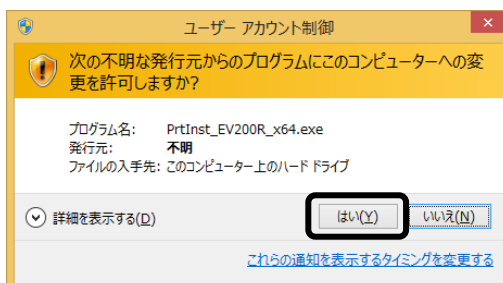 ユーザー アカウント制御
次の不明な発行元からのプログラムにこのコンピューターへの変
更を許可しますか?
プログラム名: PrtInst_EV200R_x64.exe
発行元: 不明
ファイルの入手先: このコンピューター上のハード ドライブ
詳細を表示する(D) はい(Y) いいえ(N)
これらの通知を表示するタイミングを変更する